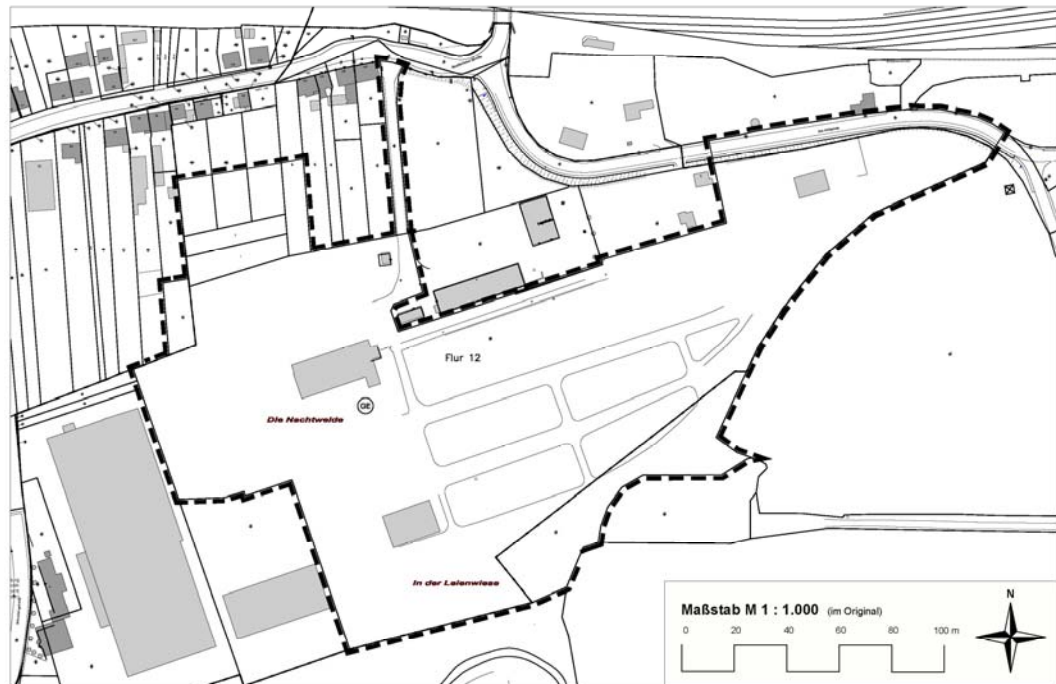 Flur 12
GE
Die Nachtweide
In der Leienwiese
N
Maßstab M 1 : 1.000 (im Original)
0 20 40 60 80 100 m